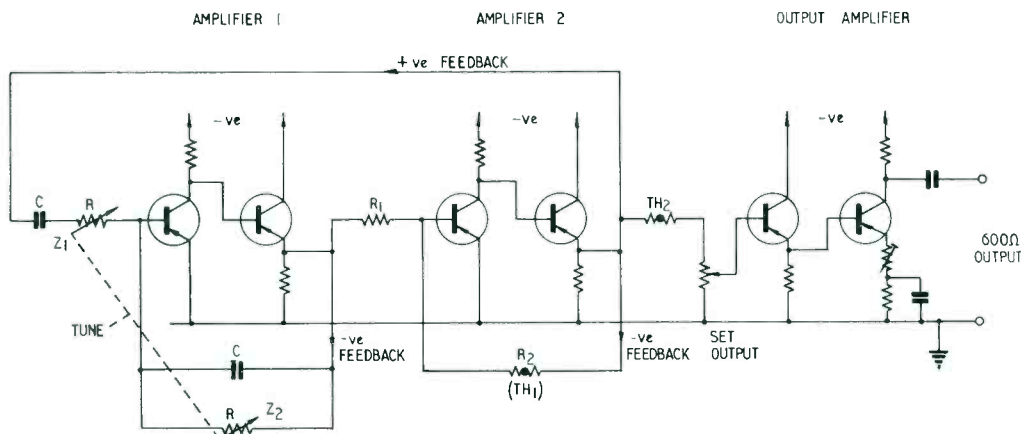 AMPLIFIER 1
AMPLIFIER 2
OUTPUT AMPLIFIER
+ve FEEDBACK
-ve
-ve
-ve
C
R
Z1
R1
TH2
600Ω
OUTPUT
TUNE
-ve
FEEDBACK
R2
(TH1)
-ve
FEEDBACK
SET
OUTPUT
C
R
Z2